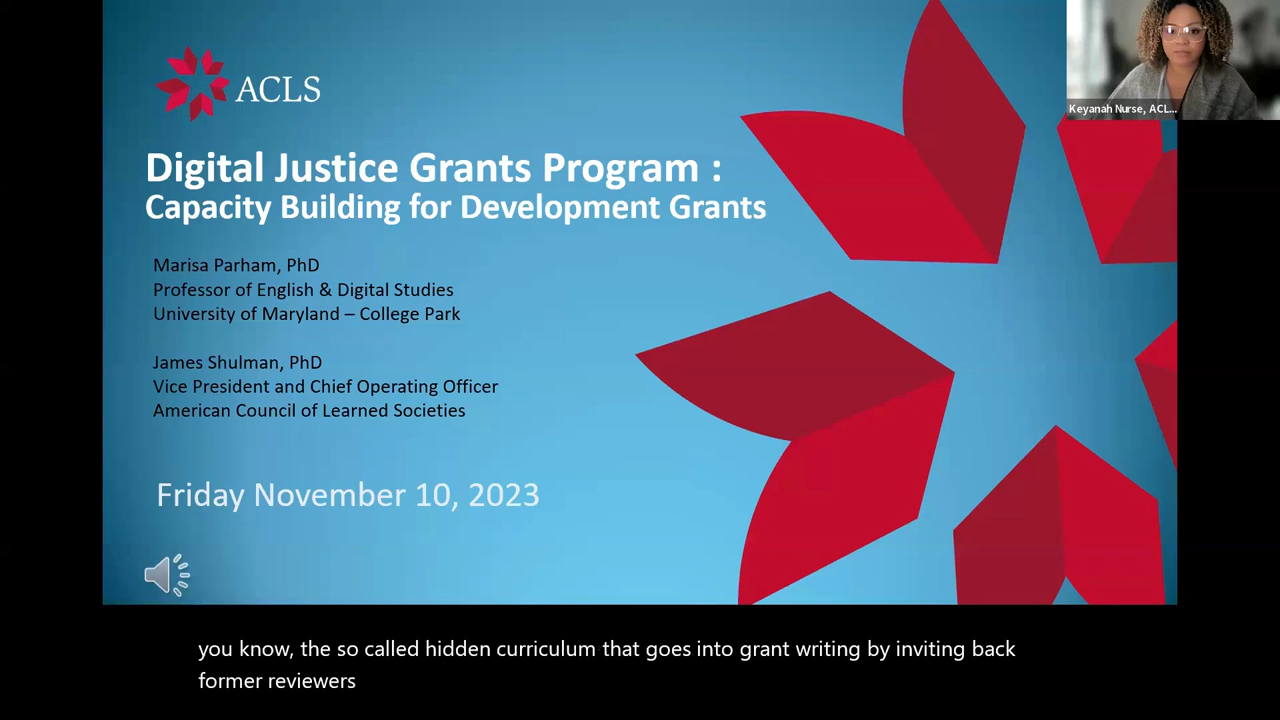 ACLS
Keyanah Nurse, ACL...
Digital Justice Grants Program :
Capacity Building for Development Grants
Marisa Parham, PhD
Professor of English & Digital Studies
University of Maryland – College Park
James Shulman, PhD
Vice President and Chief Operating Officer
American Council of Learned Societies
Friday November 10, 2023
you know, the so called hidden curriculum that goes into grant writing by inviting back
former reviewers